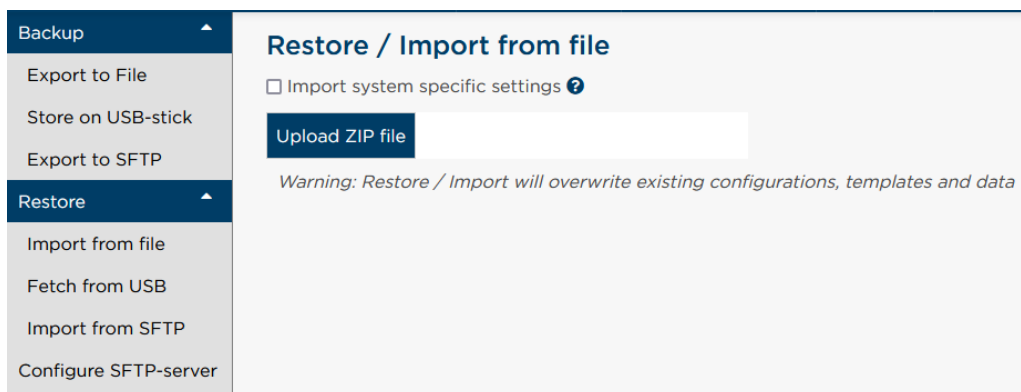 Backup
Export to File
Store on USB-stick
Export to SFTP
Restore
Import from file
Fetch from USB
Import from SFTP
Configure SFTP-server
Restore / Import from file
Import system specific settings ?
Upload ZIP file
Warning: Restore / Import will overwrite existing configurations, templates and data